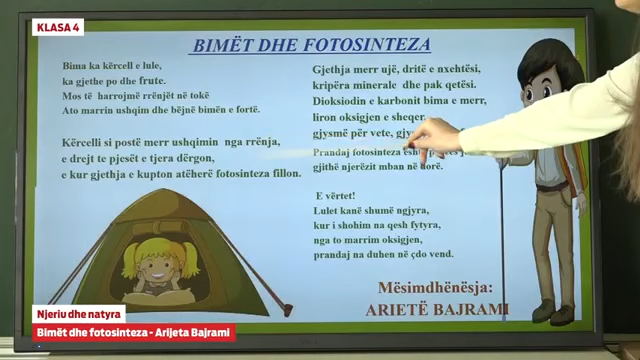 KLASA 4
BIMËT DHE FOTOSINTEZA
Bima ka kërcell e lule,
ka gjethe po dhe frute.
Mos të harrojmë rrënjët në tokë
Ato marrin ushqim dhe bëjnë bimën e fortë.
Kërcelli si postë merr ushqimin nga rrënja,
e drejt te pjesët e tjera dërgon,
e kur gjethja e kupton atëherë fotosinteza fillon.
Gjethja merr ujë, dritë e nxehtësi,
kripëra minerale dhe pak qetësi.
Dioksiodin e karbonit bima e merr,
liron oksigjen e sheqer,
gjysmë për vete,
Prandaj fotosinteza
gjithë njerëzit mban në dorë.
E vërtet!
Lulet kanë shumë ngjyra,
kur i shohim na qesh fytyra,
nga to marrim oksigjen,
prandaj na duhen në çdo vend.
Mësimdhënësja:
ARIETË BAJRAMI
Njeriu dhe natyra
Bimët dhe fotosinteza - Arijeta Bajrami